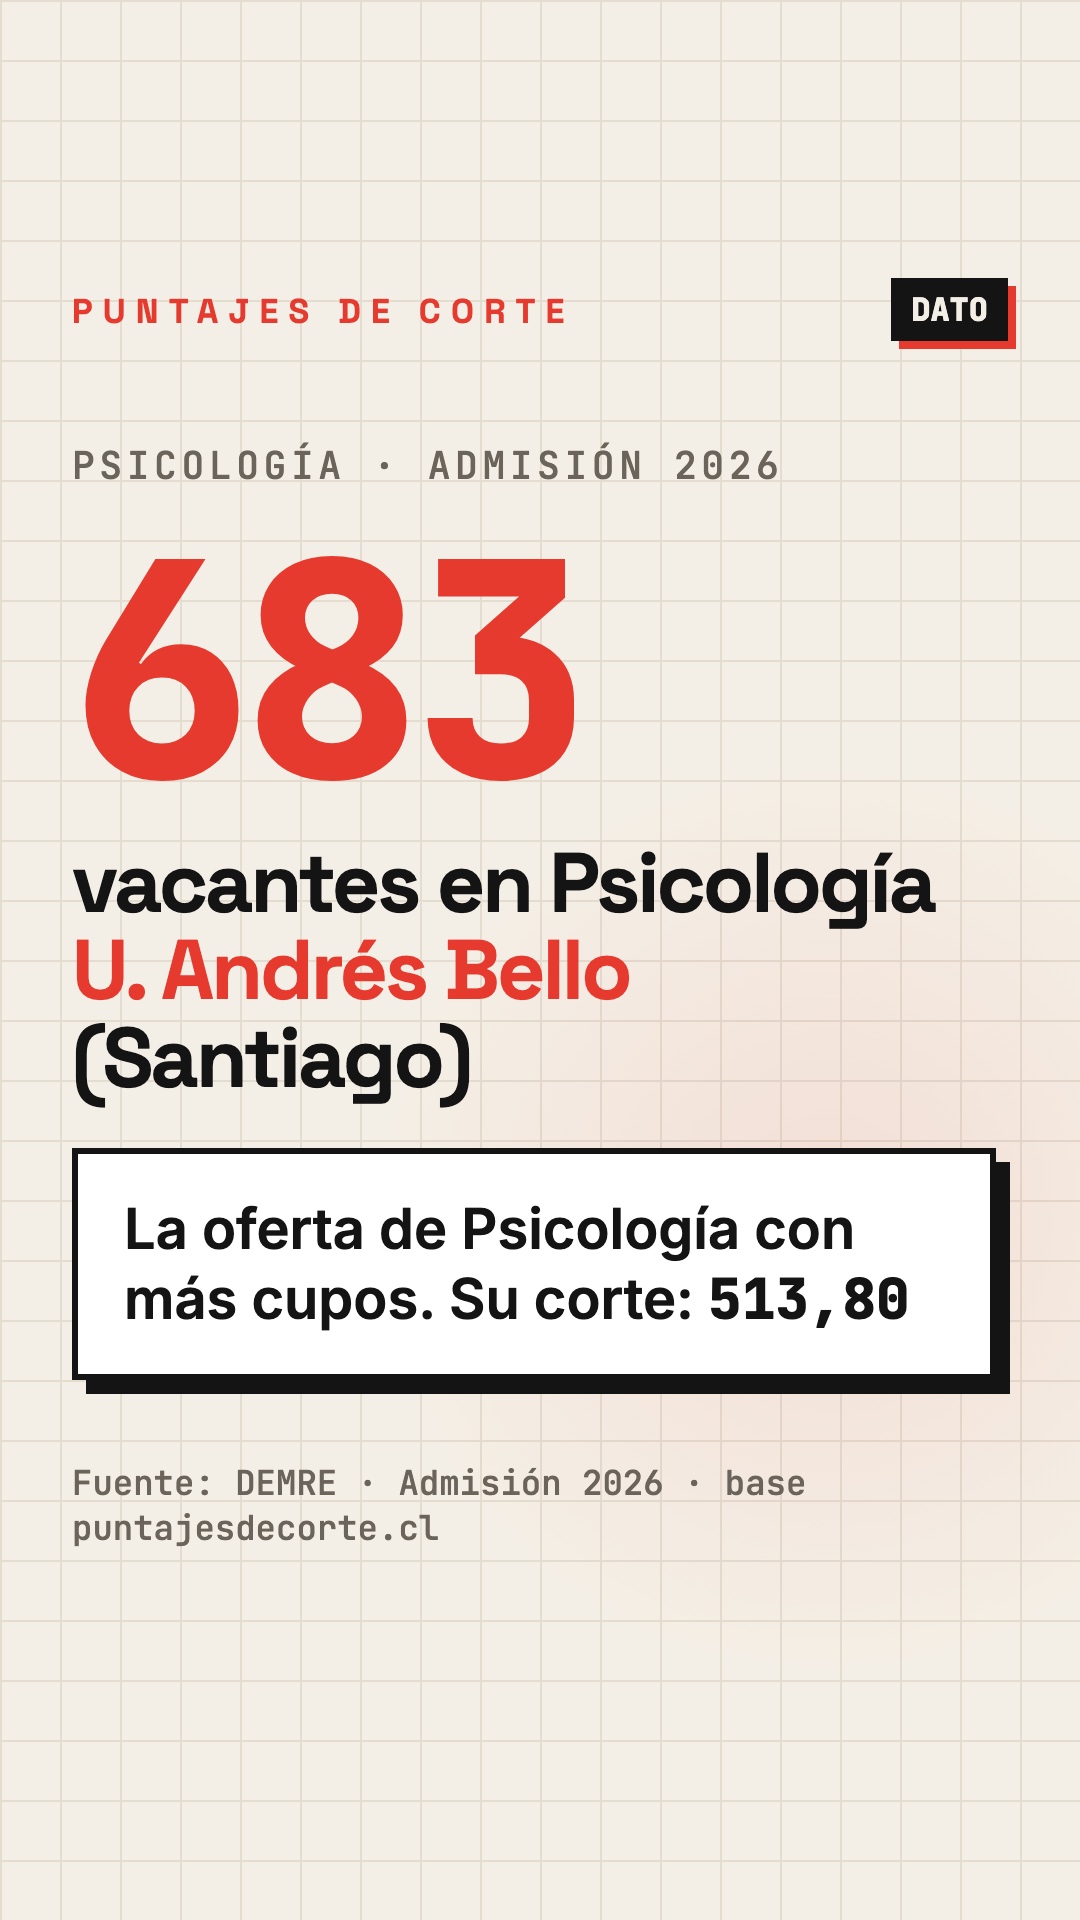 PUNTAJES DE CORTE
DATO
PSICOLOGÍA · ADMISIÓN 2026
683
vacantes en Psicología
U. Andrés Bello
(Santiago)
La oferta de Psicología con
más cupos. Su corte: 513,80
Fuente: DEMRE · Admisión 2026 · base
puntajesdecorte.cl